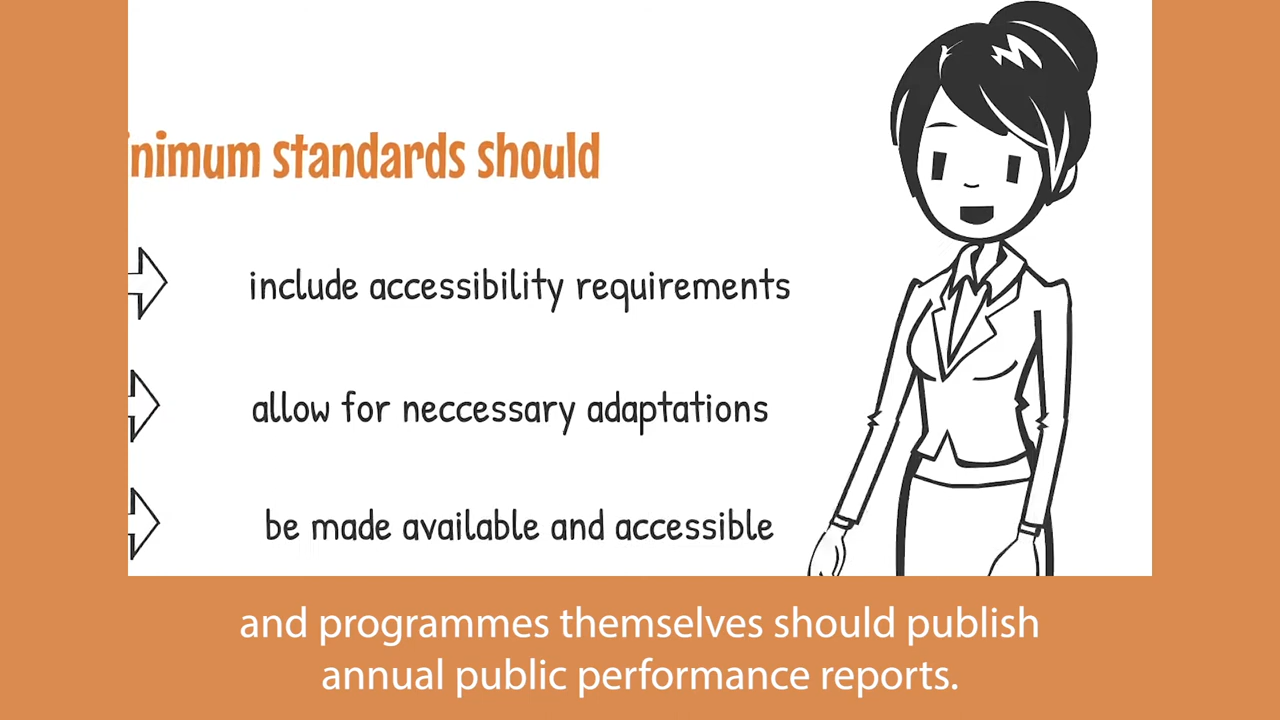 nimum standards should
include accessibility requirements
allow for neccessary adaptations
be made available and accessible
and programmes themselves should publish
annual public performance reports.